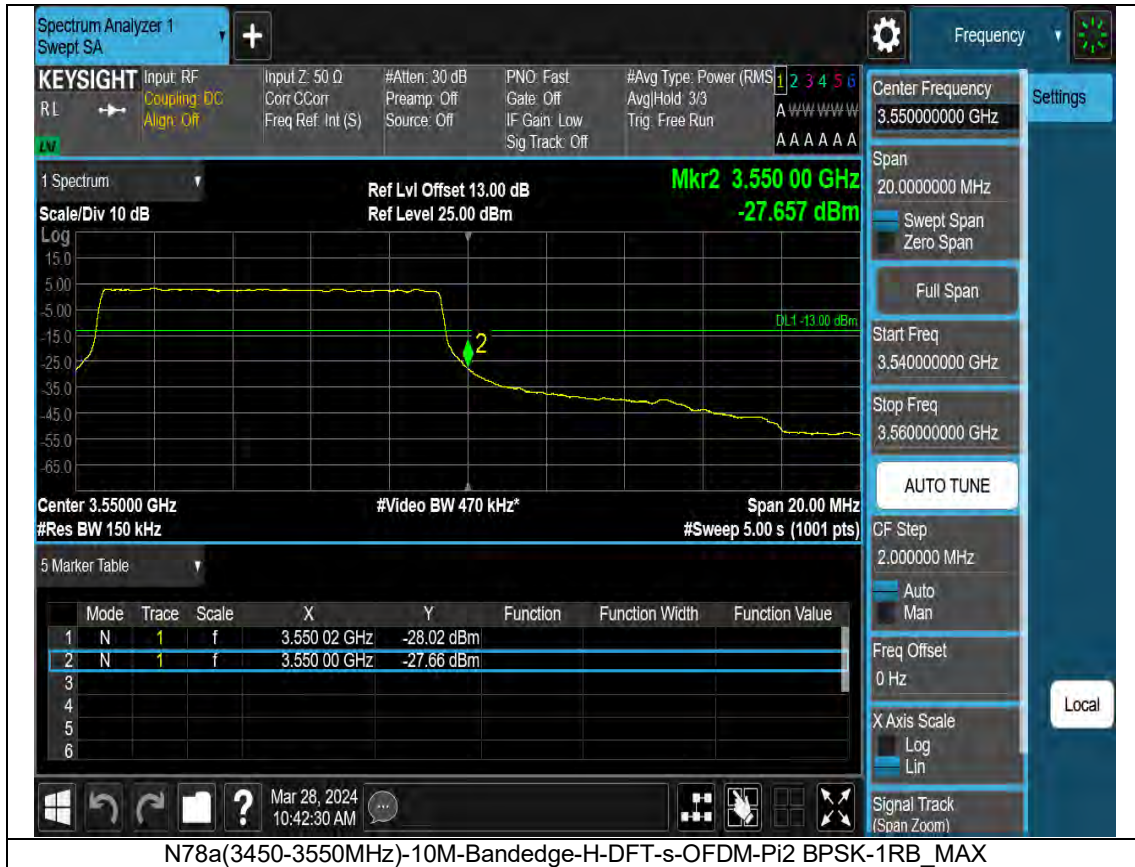 Spectrum Analyzer 1
Swept SA
+
Frequency
KEYSIGHT
RL
Input: RF
Coupling: DC
Align: Off
Input Z: 50 Ω
Corr CCorr
Freq Ref: Int (S)
#Atten: 30 dB
Preamp: Off
Source: Off
PNO: Fast
Gate: Off
IF Gain: Low
Sig Track: Off
#Avg Type: Power (RMS
Avg|Hold: 3/3
Trig: Free Run
1 2 3 4 5 6
A W W W W W
A A A A A A
Center Frequency
3.550000000 GHz
Settings
1 Spectrum
Scale/Div 10 dB
Ref Lvl Offset 13.00 dB
Ref Level 25.00 dBm
Mkr2 3.550 00 GHz
-27.657 dBm
Span
20.0000000 MHz
Swept Span
Zero Span
Full Span
Start Freq
3.540000000 GHz
Stop Freq
3.560000000 GHz
AUTO TUNE
CF Step
2.000000 MHz
Auto
Man
Freq Offset
0 Hz
X Axis Scale
Log
Lin
Signal Track
(Span Zoom)
Local
Log
15.0
5.00
-5.00
-15.0
-25.0
-35.0
-45.0
-55.0
-65.0
DL1 -13.00 dBm
2
Center 3.55000 GHz
#Res BW 150 kHz
#Video BW 470 kHz*
Span 20.00 MHz
#Sweep 5.00 s (1001 pts)
5 Marker Table
Mode Trace Scale X Y Function Function Width Function Value
1 N 1 f 3.550 02 GHz -28.02 dBm
2 N 1 f 3.550 00 GHz -27.66 dBm
3
4
5
6
?
Mar 28, 2024
10:42:30 AM
N78a(3450-3550MHz)-10M-Bandedge-H-DFT-s-OFDM-Pi2 BPSK-1RB_MAX